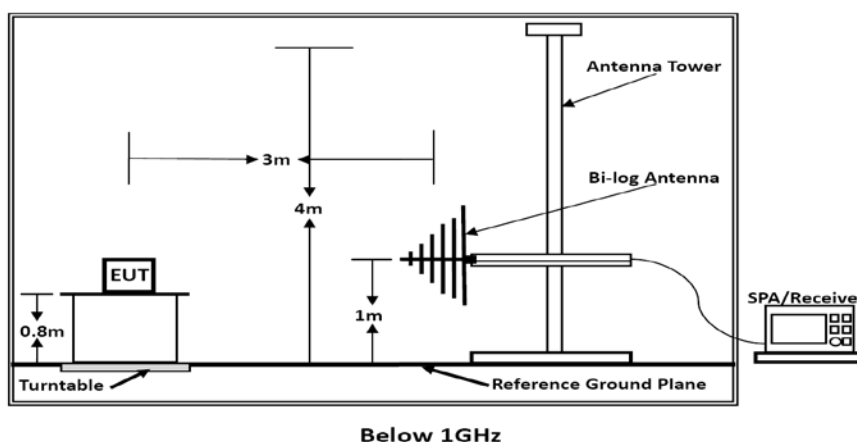 Antenna Tower
3m
Bi-log Antenna
4m
EUT
SPA/Receive
0.8m
1m
Turntable
Reference Ground Plane
Below 1GHz